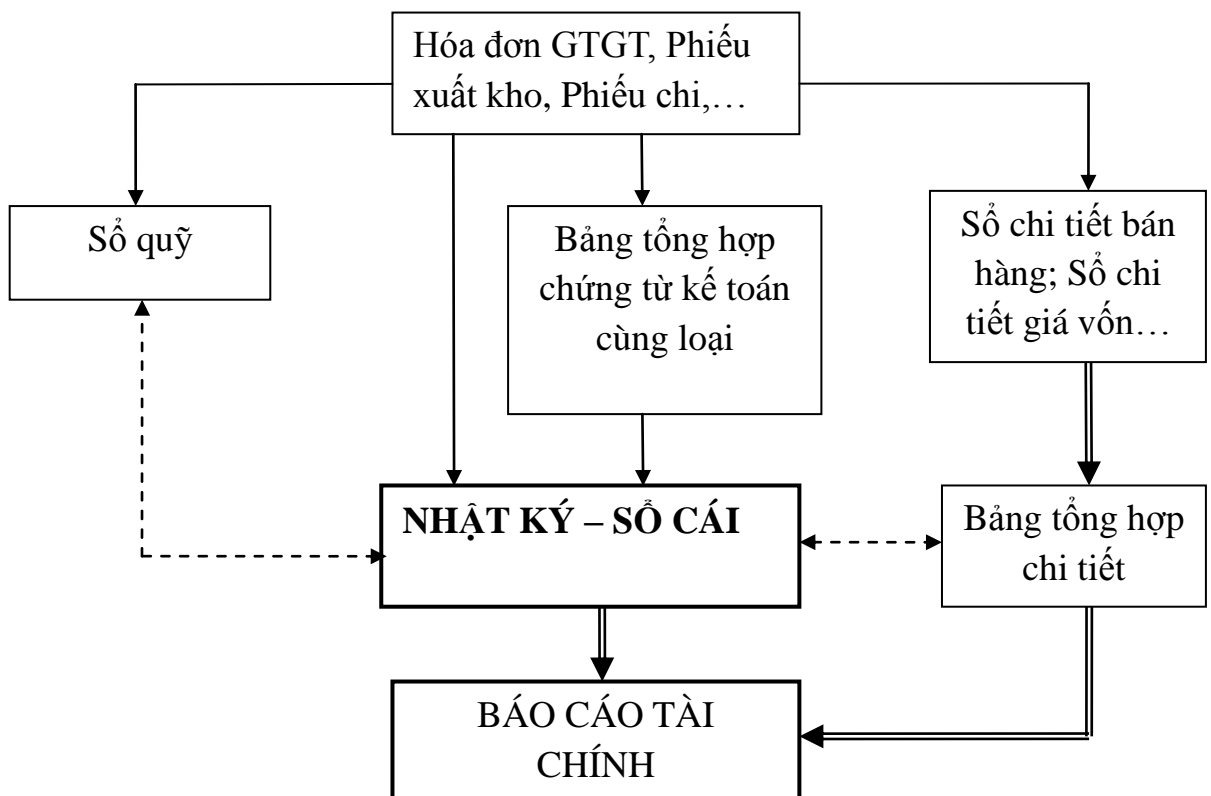 Hóa đơn GTGT, Phiếu
xuất kho, Phiếu chi,…
Sổ quỹ
Bảng tổng hợp
chứng từ kế toán
cùng loại
Sổ chi tiết bán
hàng; Sổ chi
tiết giá vốn…
NHẬT KÝ – SỔ CÁI
Bảng tổng hợp
chi tiết
BÁO CÁO TÀI
CHÍNH